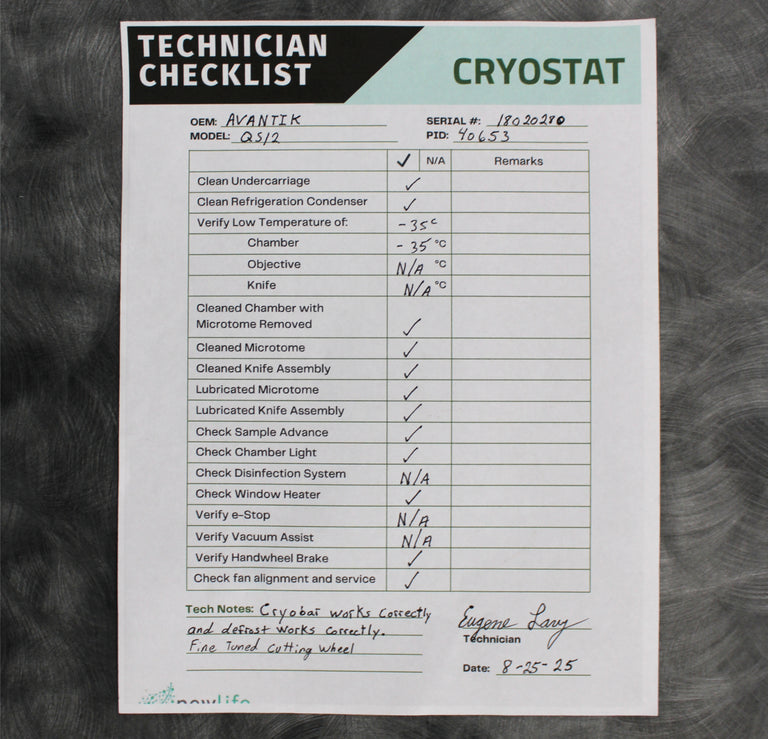 TECHNICIAN
CHECKLIST
CRYOSTAT
OEM: AVANTIK SERIAL #: 18020280
MODEL: QS12 PID: 40653
✓ N/A Remarks
Clean Undercarriage ✓
Clean Refrigeration Condenser ✓
Verify Low Temperature of: -35c
Chamber -35 °C
Objective N/A °C
Knife N/A °C
Cleaned Chamber with
Microtome Removed ✓
Cleaned Microtome ✓
Cleaned Knife Assembly ✓
Lubricated Microtome ✓
Lubricated Knife Assembly ✓
Check Sample Advance ✓
Check Chamber Light ✓
Check Disinfection System N/A
Check Window Heater ✓
Verify e-Stop N/A
Verify Vacuum Assist N/A
Verify Handwheel Brake ✓
Check fan alignment and service ✓
Tech Notes: Cryobar works correctly
and defrost works correctly.
Fine Tuned Cutting Wheel
Eugene Lavy
Technician
Date: 8-25-25
newlife